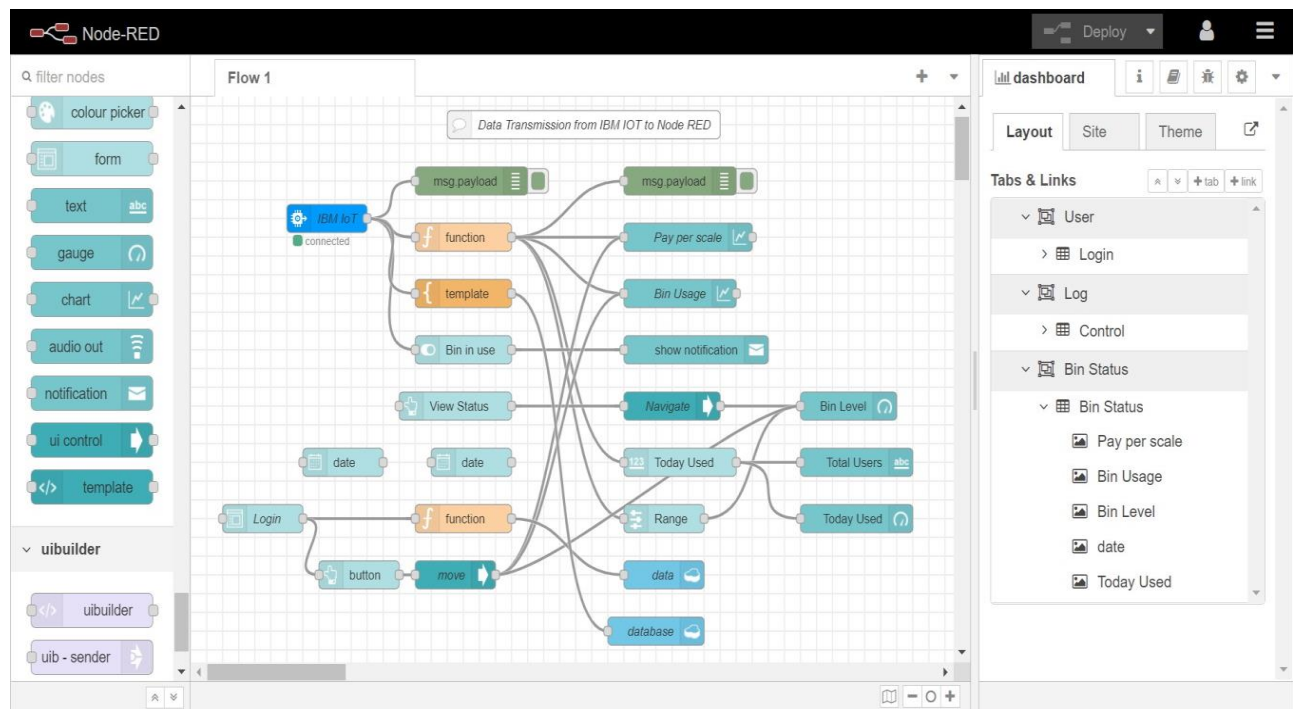 Node-RED
Deploy
filter nodes
colour picker
form
text abc
gauge
chart
audio out
notification
ui control
</> template
uibuilder
</> uibuilder
uib - sender
Flow 1
Data Transmission from IBM IOT to Node RED
msg.payload
msg.payload
IBM IoT
connected
function
Pay per scale
template
Bin Usage
Bin in use
show notification
View Status
Navigate
Bin Level
date
date
123 Today Used
Total Users abc
Login
function
Range
Today Used
button
move
data
database
dashboard
i
Layout
Site
Theme
Tabs & Links
+ tab
+ link
User
Login
Log
Control
Bin Status
Bin Status
Pay per scale
Bin Usage
Bin Level
date
Today Used